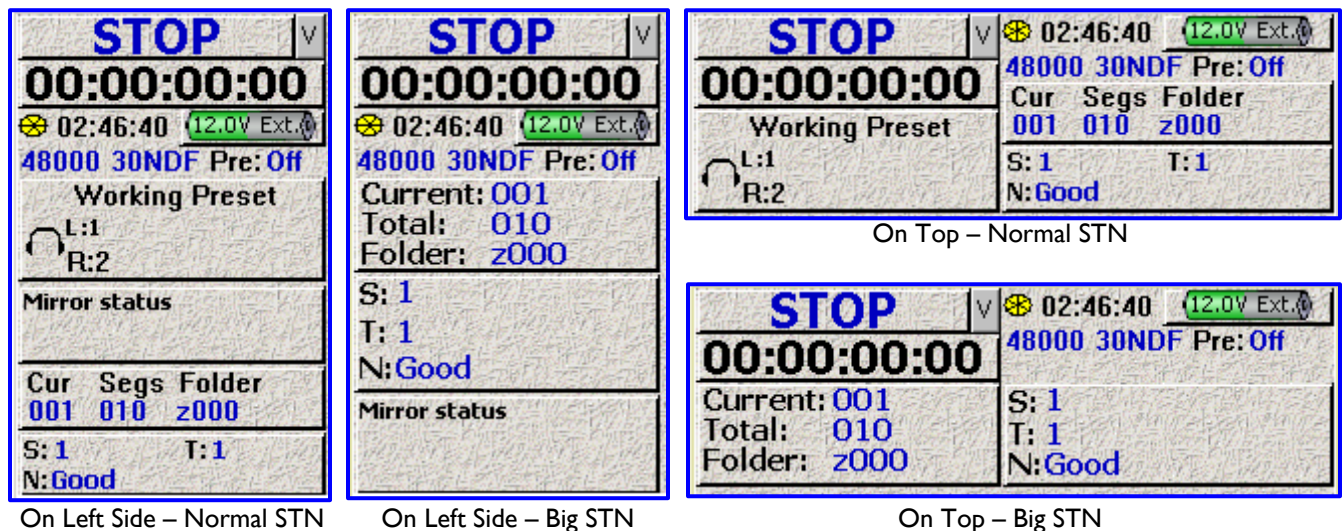 STOP V
00:00:00:00
02:46:40 12.0V Ext.
48000 30NDF Pre: Off
Working Preset
L:1
R:2
Mirror status
Cur Segs Folder
001 010 z000
S: 1 T: 1
N: Good
On Left Side – Normal STN
STOP V
00:00:00:00
02:46:40 12.0V Ext.
48000 30NDF Pre: Off
Current: 001
Total: 010
Folder: z000
S: 1
T: 1
N: Good
Mirror status
On Left Side – Big STN
STOP V
00:00:00:00
Working Preset
L:1
R:2
02:46:40 12.0V Ext.
48000 30NDF Pre: Off
Cur Segs Folder
001 010 z000
S: 1 T: 1
N: Good
On Top – Normal STN
STOP V
00:00:00:00
Current: 001
Total: 010
Folder: z000
02:46:40 12.0V Ext.
48000 30NDF Pre: Off
S: 1
T: 1
N: Good
On Top – Big STN